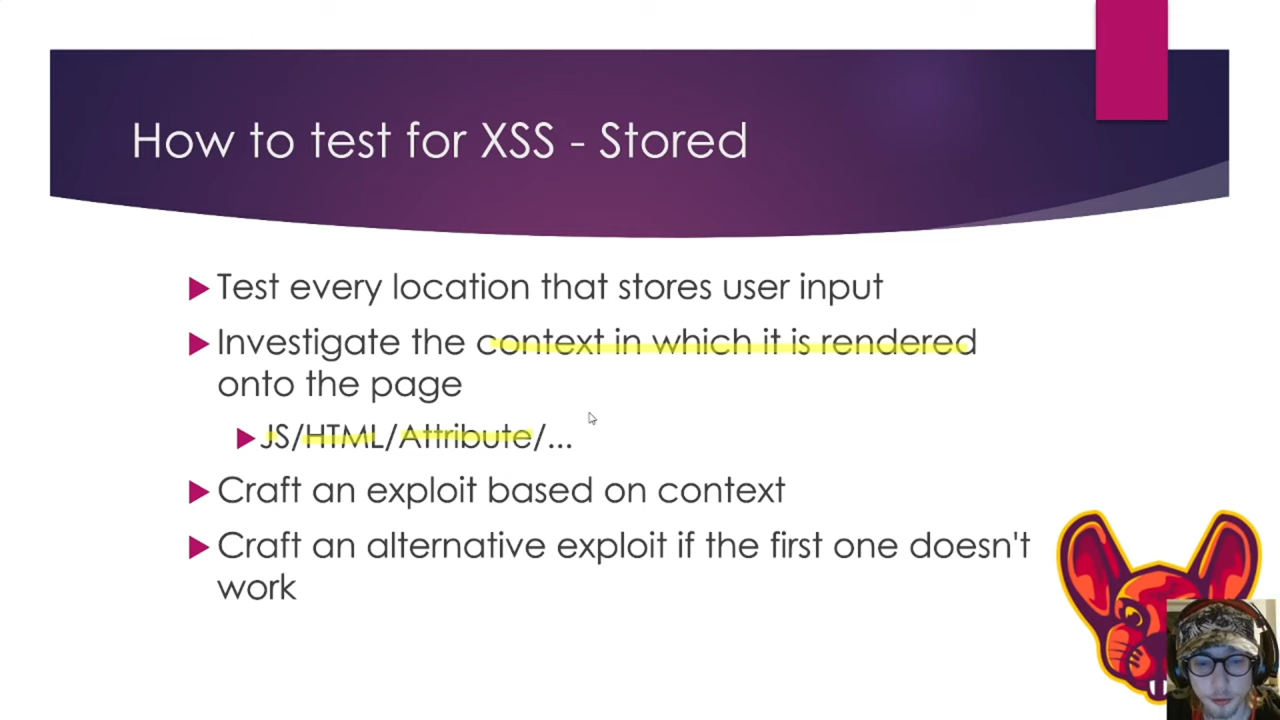 How to test for XSS - Stored
Test every location that stores user input
Investigate the context in which it is rendered
onto the page
JS/HTML/Attribute/...
Craft an exploit based on context
Craft an alternative exploit if the first one doesn't
work